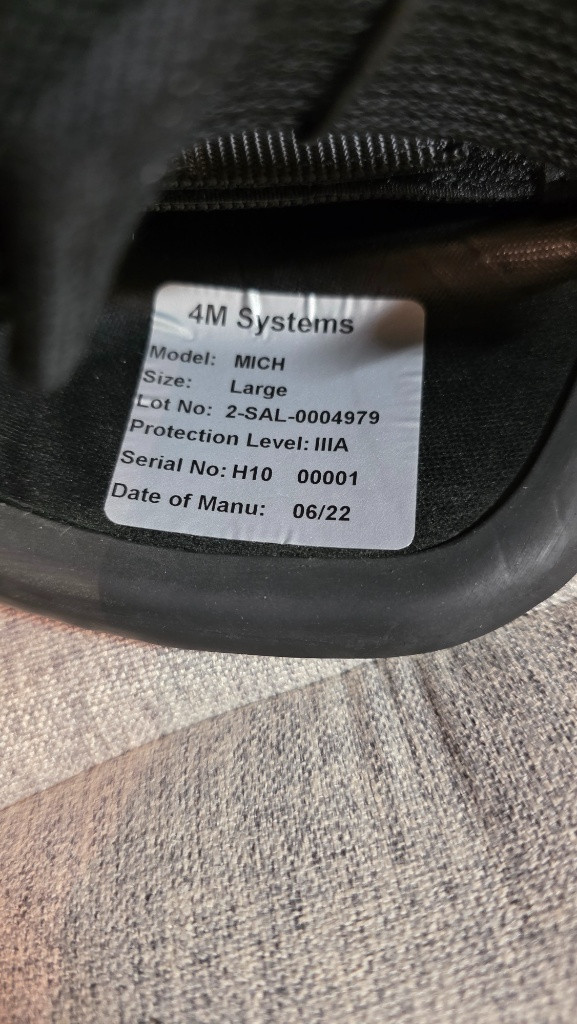 4M Systems
Model: MICH
Size: Large
Lot No: 2-SAL-0004979
Protection Level: IIIA
Serial No: H10 00001
Date of Manu: 06/22